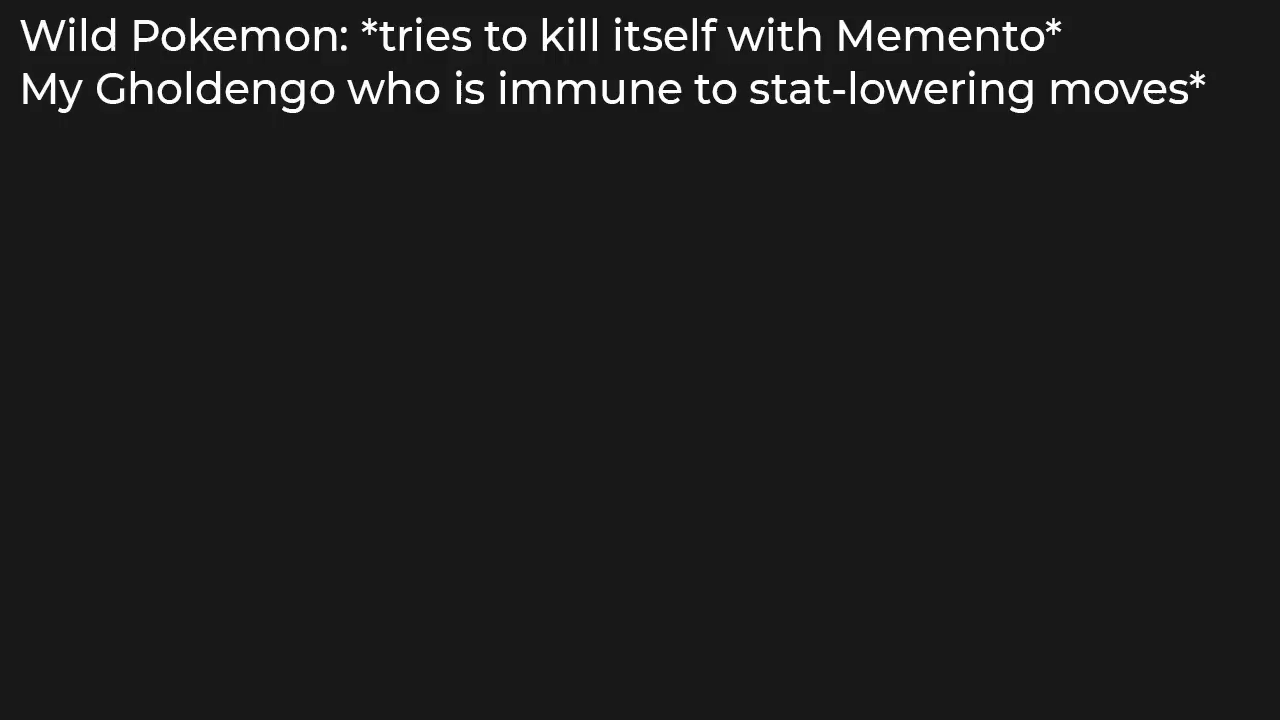 Wild Pokemon: *tries to kill itself with Memento*
My Gholdengo who is immune to stat-lowering moves*